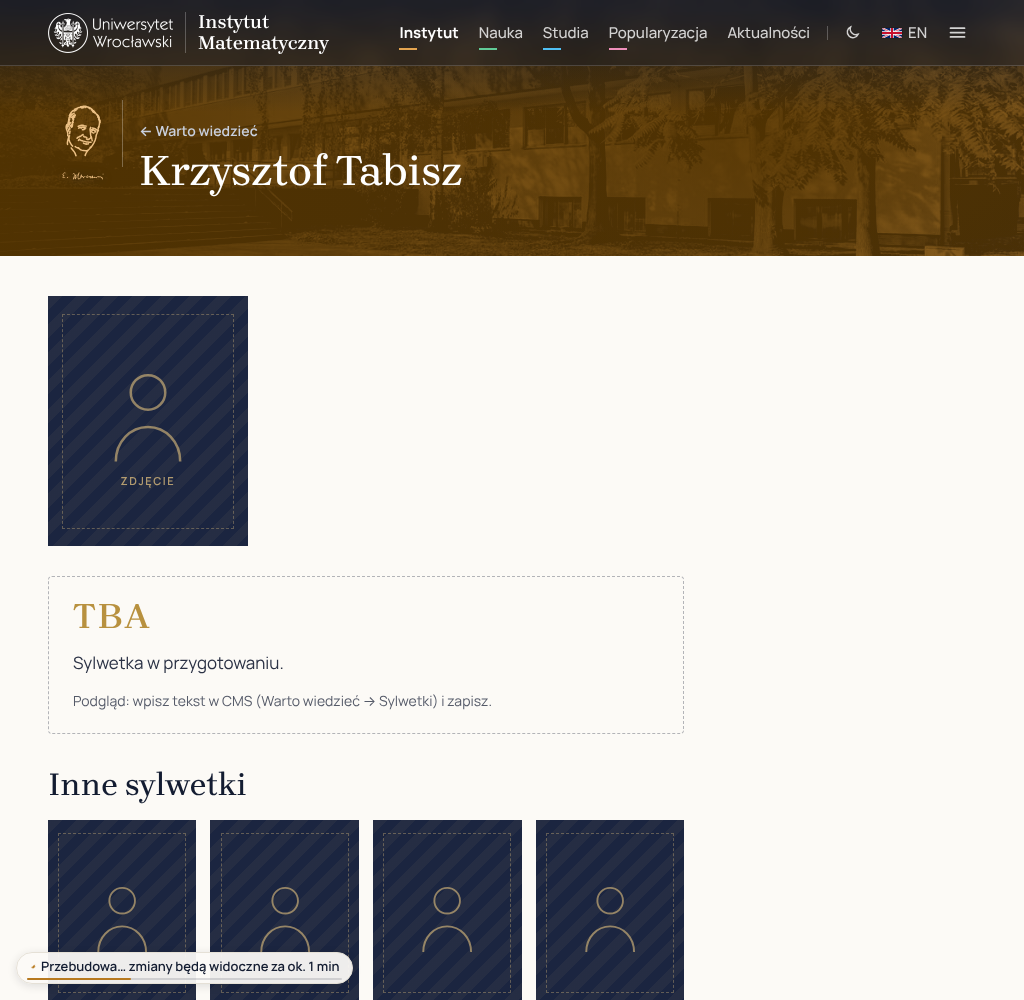 Uniwersytet
Wrocławski
Instytut
Matematyczny
Instytut
Nauka
Studia
Popularyzacja
Aktualności
EN
← Warto wiedzieć
Krzysztof Tabisz
ZDJĘCIE
TBA
Sylwetka w przygotowaniu.
Podgląd: wpisz tekst w CMS (Warto wiedzieć → Sylwetki) i zapisz.
Inne sylwetki
Przebudowa... zmiany będą widoczne za ok. 1 min